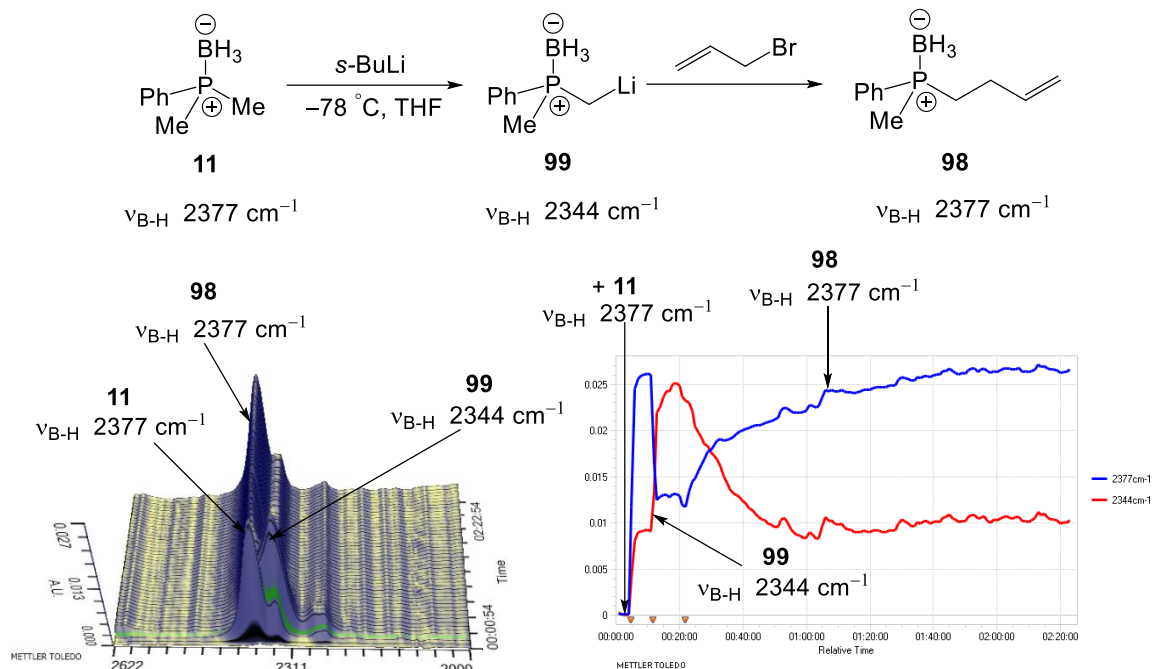 ⊖
BH3
Ph P ⊕ Me
Me
s-BuLi
–78 °C, THF
⊖
BH3
Ph P ⊕ Li
Me
Br
⊖
BH3
Ph P ⊕
Me
11
99
98
νB-H 2377 cm−1
νB-H 2344 cm−1
νB-H 2377 cm−1
98
νB-H 2377 cm−1
11
νB-H 2377 cm−1
99
νB-H 2344 cm−1
0.027
0.013
0.000
A.U.
02:22:54
Time
00:00:54
METTLER TOLEDO
2622
2311
2000
+ 11
νB-H 2377 cm−1
98
νB-H 2377 cm−1
0.025
0.02
0.015
0.01
0.005
0
99
νB-H 2344 cm−1
2377cm-1
2344cm-1
00:00:00 00:20:00 00:40:00 01:00:00 01:20:00 01:40:00 02:00:00 02:20:00
Relative Time
METTLER TOLEDO